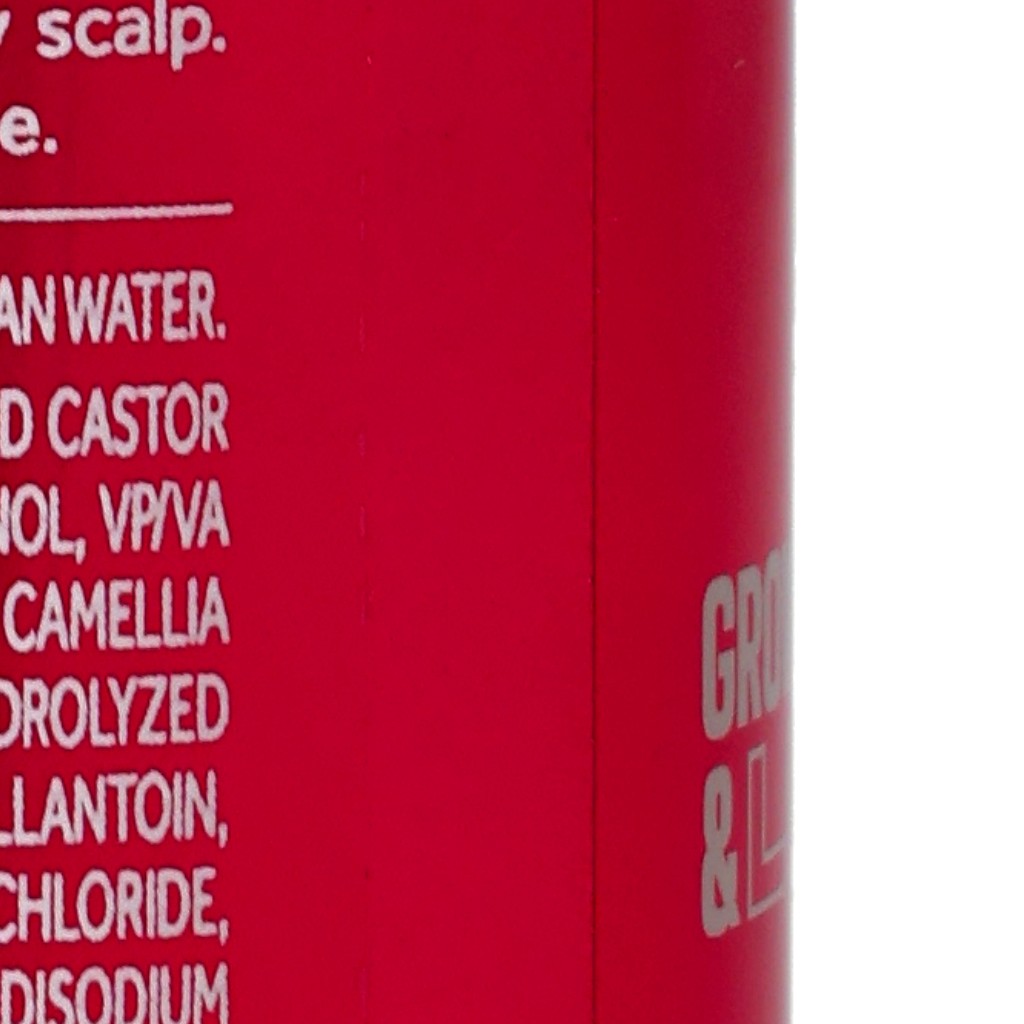 scalp.
e.
AN WATER.
D CASTOR
NOL, VP/VA
CAMELLIA
DROLYZED
LLANTOIN,
CHLORIDE,
DISODIUM
GRO
& L